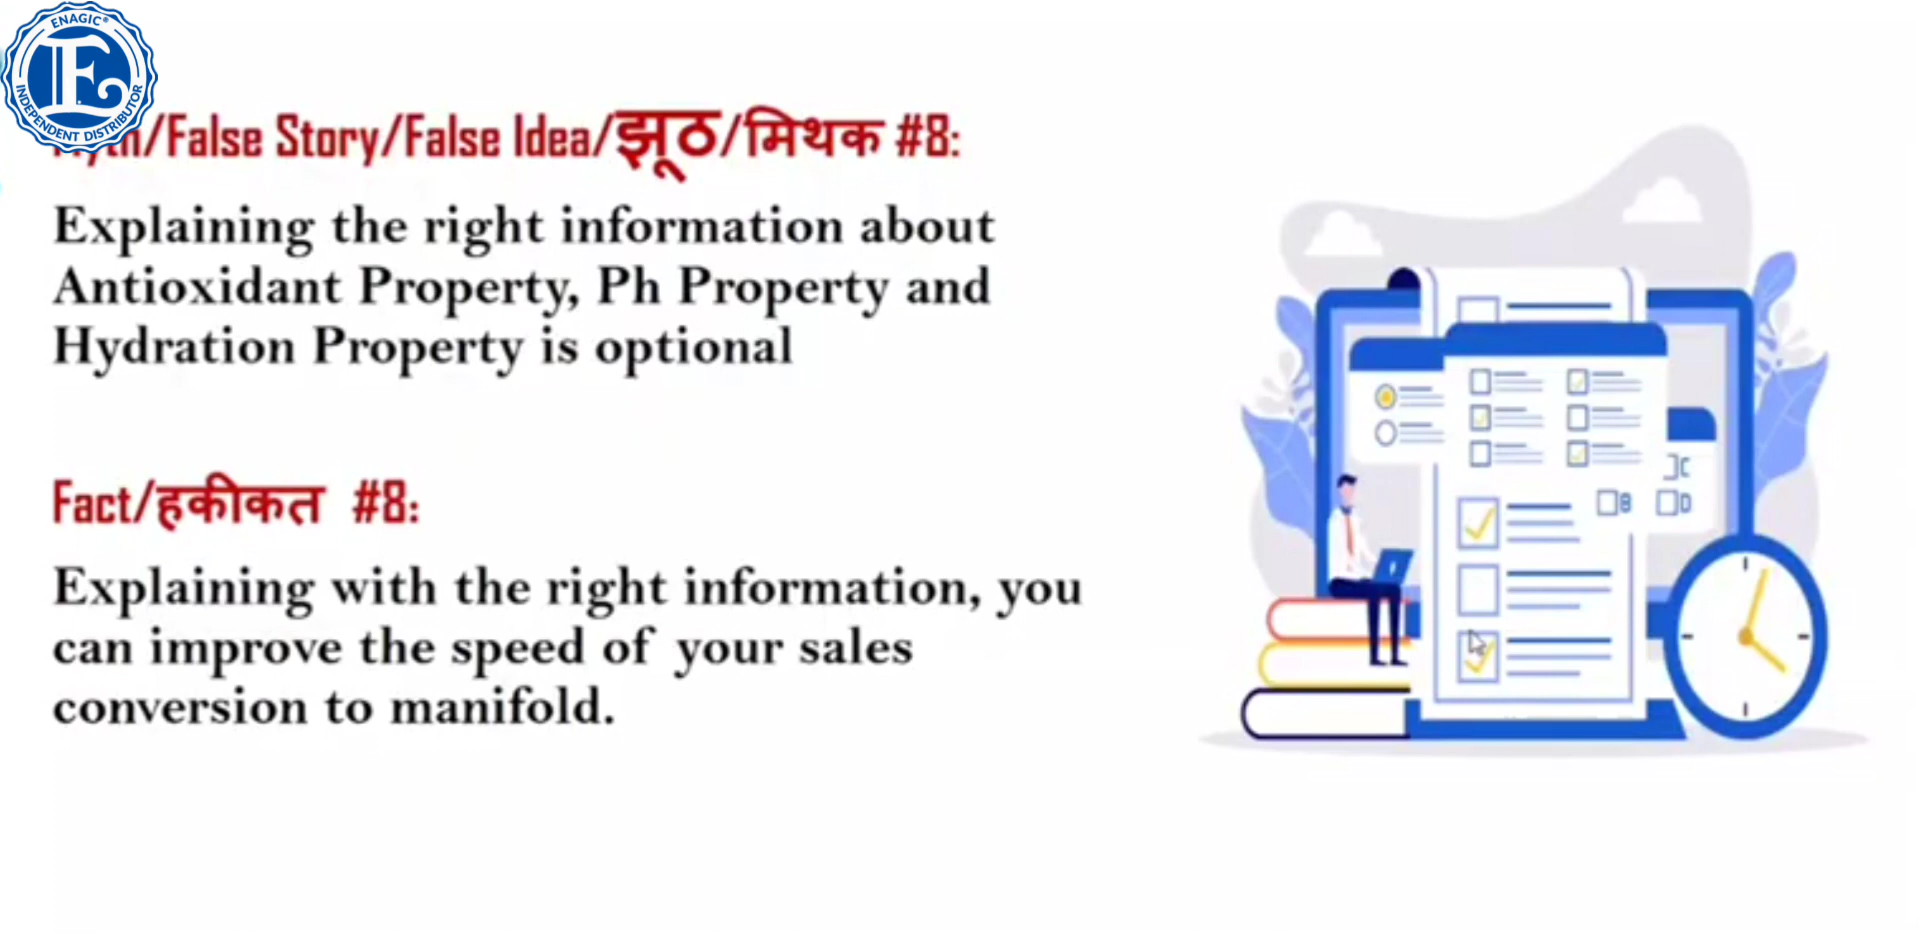 ENAGIC®
E
INDEPENDENT DISTRIBUTOR
/False Story/False Idea/झूठ/मिथक #8:
Explaining the right information about
Antioxidant Property, Ph Property and
Hydration Property is optional
Fact/हकीकत #8:
Explaining with the right information, you
can improve the speed of your sales
conversion to manifold.
C
B D